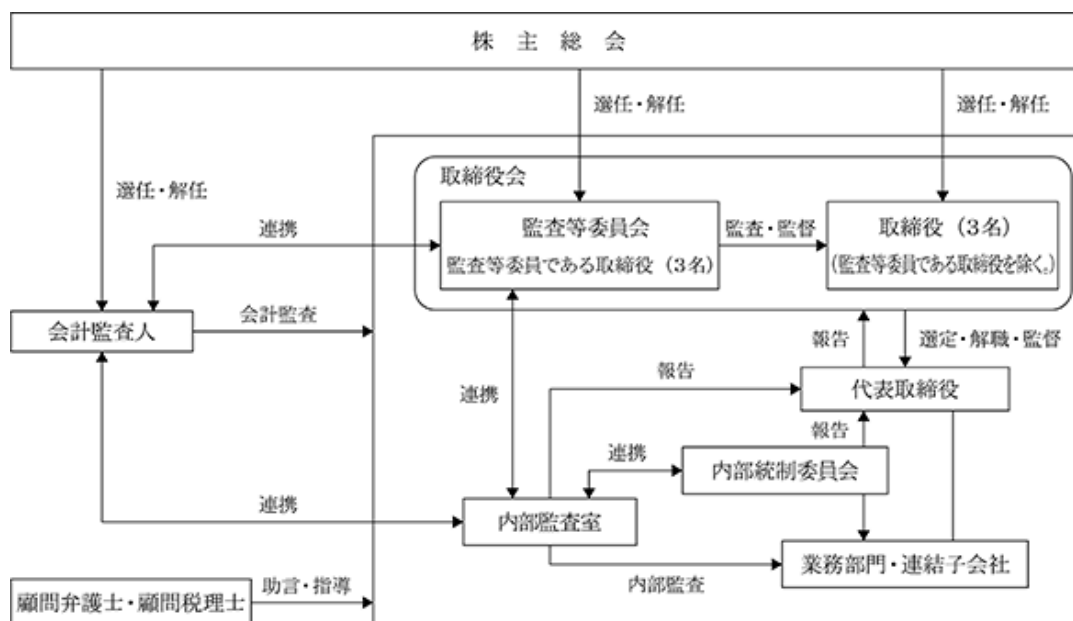 株主総会
選任・解任
選任・解任
選任・解任
取締役会
監査等委員会
監査等委員である取締役（3名）
監査・監督
取締役（3名）
(監査等委員である取締役を除く。)
連携
会計監査人
会計監査
報告
選定・解職・監督
連携
報告
代表取締役
報告
連携
内部統制委員会
連携
内部監査室
業務部門・連結子会社
内部監査
顧問弁護士・顧問税理士
助言・指導